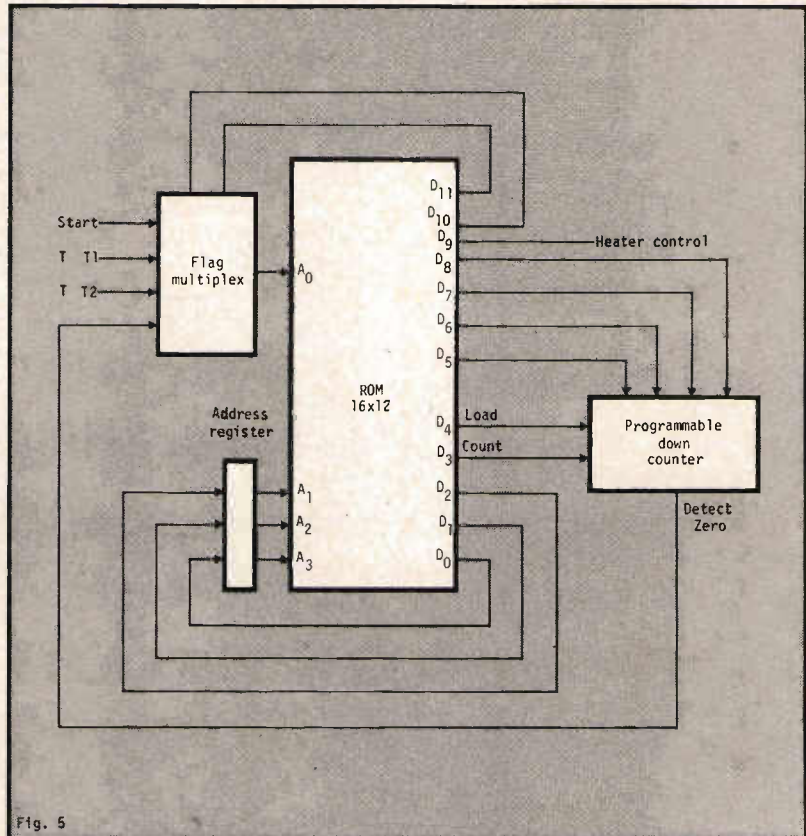 D11
D10
Start
D9
Heater control
T T1
Flag
multiplex
A0
D8
T T2
D7
D6
D5
ROM
16x12
Address
register
D4
Load
Programmable
down
counter
D3
Count
A1
D2
Detect
Zero
A2
D1
A3
D0
Fig. 5